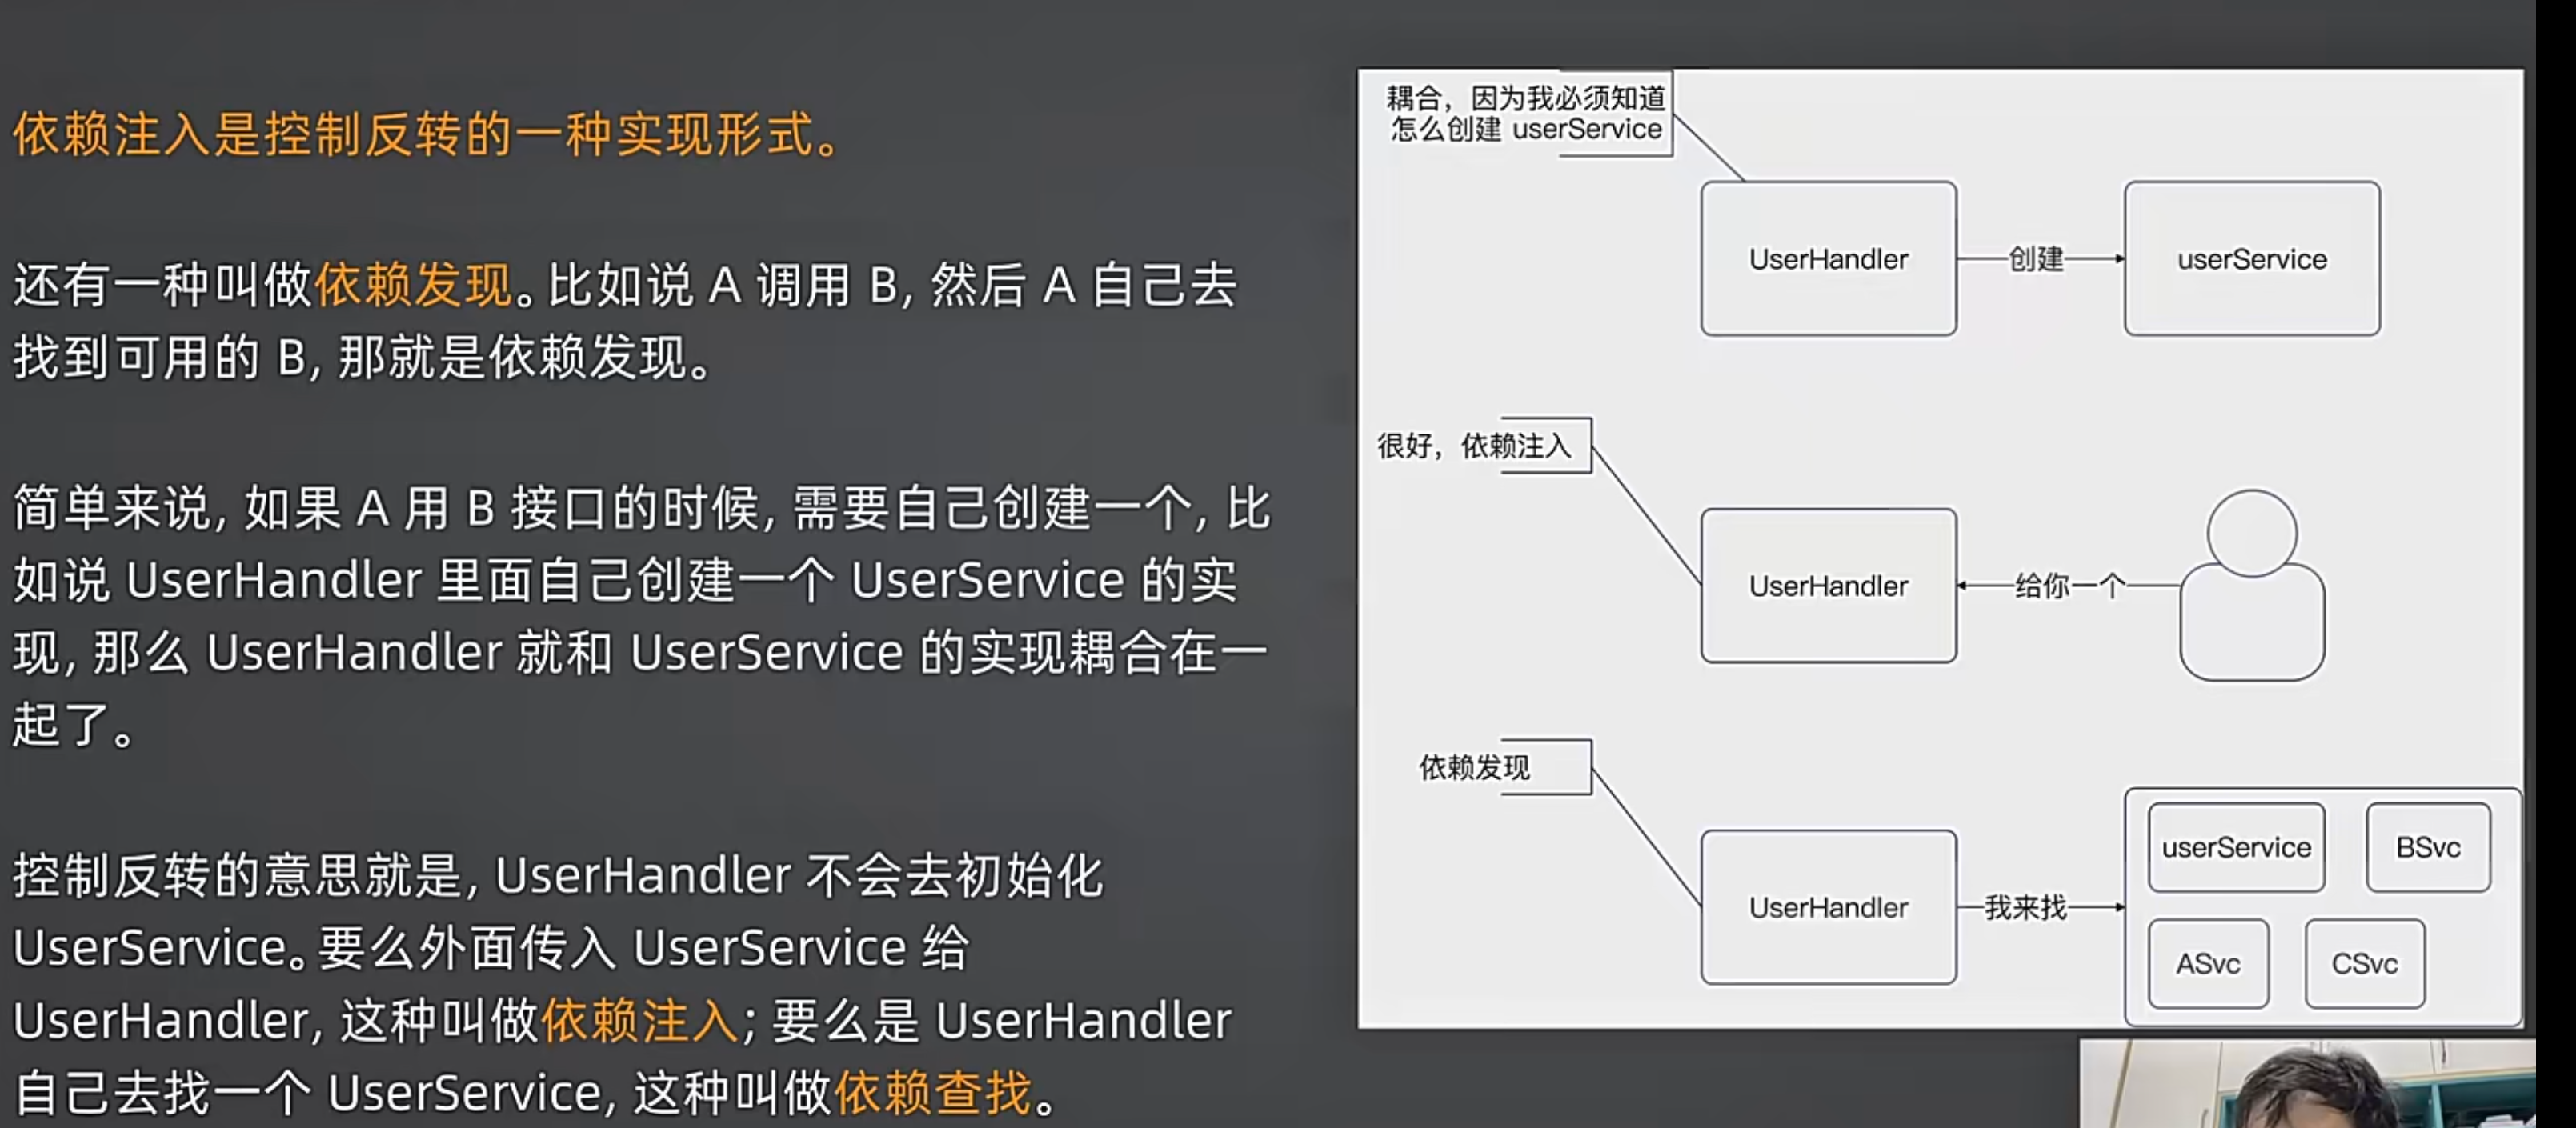 依赖注入是控制反转的一种实现形式。
还有一种叫做依赖发现。比如说 A 调用 B, 然后 A 自己去
找到可用的 B, 那就是依赖发现。
简单来说, 如果 A 用 B 接口的时候, 需要自己创建一个, 比
如说 UserHandler 里面自己创建一个 UserService 的实
现, 那么 UserHandler 就和 UserService 的实现耦合在一
起了。
控制反转的意思就是, UserHandler 不会去初始化
UserService。要么外面传入 UserService 给
UserHandler, 这种叫做依赖注入; 要么是 UserHandler
自己去找一个 UserService, 这种叫做依赖查找。
耦合，因为我必须知道
怎么创建 userService
UserHandler
创建
userService
很好，依赖注入
UserHandler
给你一个
依赖发现
UserHandler
我来找
userService
BSvc
ASvc
CSvc